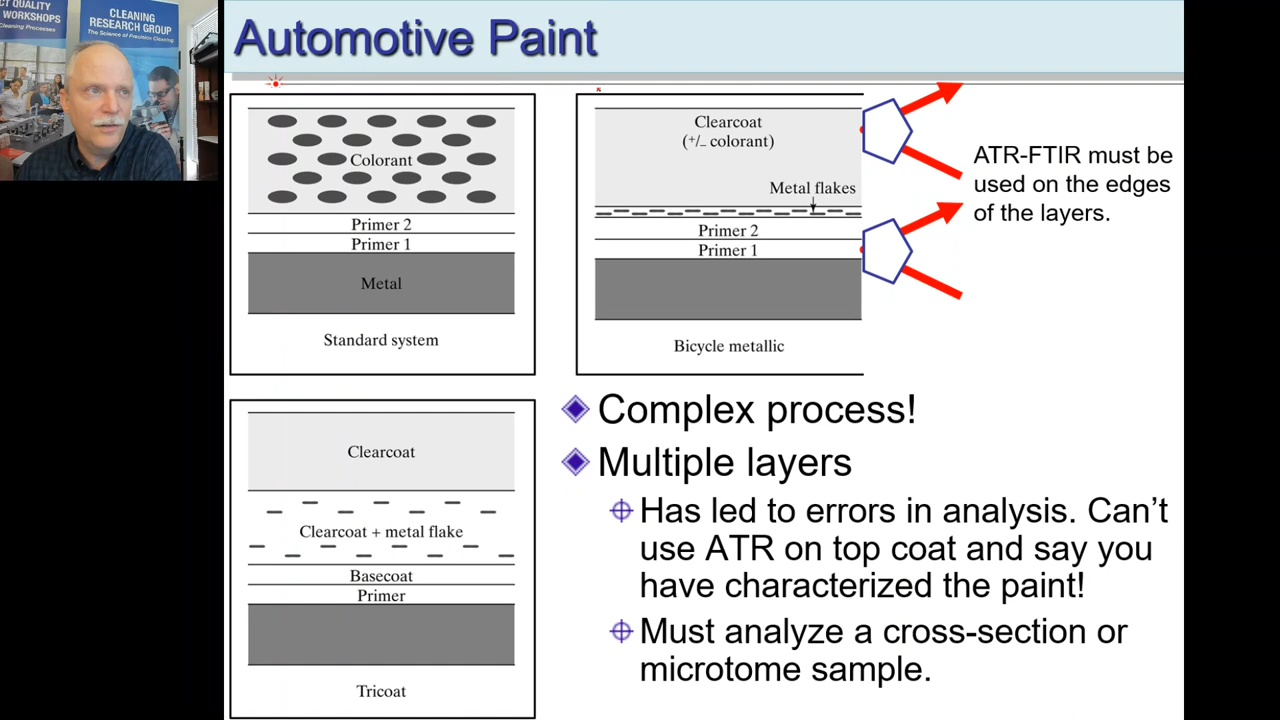 CT QUALITY
WORKSHOPS
Cleaning Processes
CLEANING
RESEARCH GROUP
The Science of Precision Cleaning
Automotive Paint
Colorant
Primer 2
Primer 1
Metal
Standard system
Clearcoat
(+/– colorant)
Metal flakes
Primer 2
Primer 1
Bicycle metallic
ATR-FTIR must be
used on the edges
of the layers.
Clearcoat
Clearcoat + metal flake
Basecoat
Primer
Tricoat
Complex process!
Multiple layers
Has led to errors in analysis. Can’t
use ATR on top coat and say you
have characterized the paint!
Must analyze a cross-section or
microtome sample.